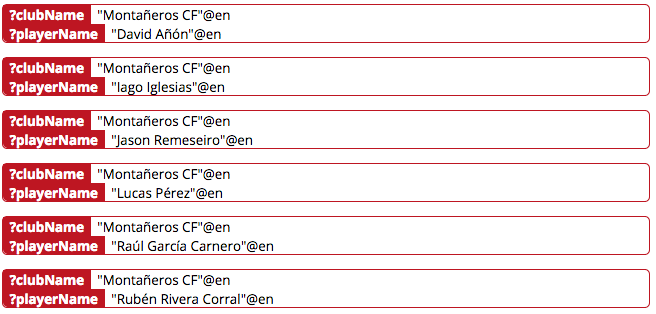 ?clubName "Montañeros CF"@en
?playerName "David Añón"@en
?clubName "Montañeros CF"@en
?playerName "Iago Iglesias"@en
?clubName "Montañeros CF"@en
?playerName "Jason Remeseiro"@en
?clubName "Montañeros CF"@en
?playerName "Lucas Pérez"@en
?clubName "Montañeros CF"@en
?playerName "Raúl García Carnero"@en
?clubName "Montañeros CF"@en
?playerName "Rubén Rivera Corral"@en